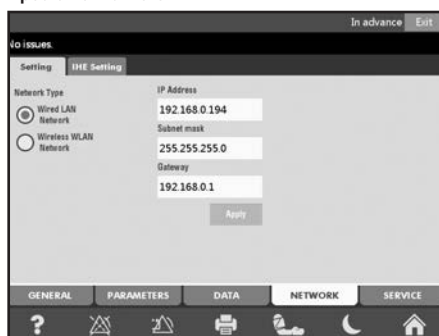 In advance Exit
No issues.
Setting IHE Setting
Network Type
Wired LAN
Network
Wireless WLAN
Network
IP Address
192.168.0.194
Subnet mask
255.255.255.0
Gateway
192.168.0.1
Apply
GENERAL PARAMETERS DATA NETWORK SERVICE
?